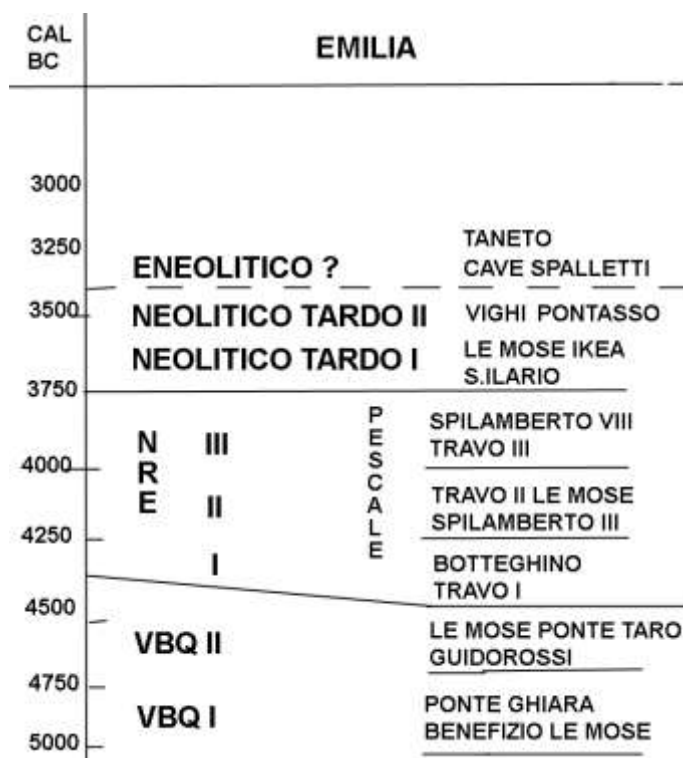 CAL
BC
EMILIA
3000
3250
TANETO
CAVE SPALLETTI
ENEOLITICO ?
3500
NEOLITICO TARDO II
VIGHI PONTASSO
NEOLITICO TARDO I
LE MOSE IKEA
S.ILARIO
3750
PESCALE
NRE
III
SPILAMBERTO VIII
TRAVO III
4000
II
TRAVO II LE MOSE
SPILAMBERTO III
4250
I
BOTTEGHINO
TRAVO I
4500
VBQ II
LE MOSE PONTE TARO
GUIDOROSSI
4750
VBQ I
PONTE GHIARA
BENEFIZIO LE MOSE
5000